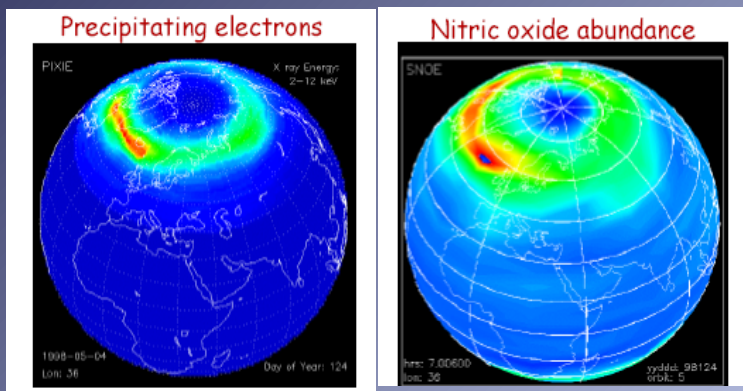 Precipitating electrons
PIXIE
X ray Energy:
2-12 keV
1998-05-04
Lon: 36
Day of Year: 124
Nitric oxide abundance
SNOE
hrs: 7.00600
lon: 36
yyddd: 98124
orbit: 5